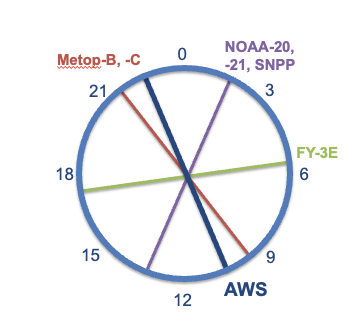 0
NOAA-20,
-21, SNPP
Metop-B, -C
21
3
FY-3E
18
6
15
9
AWS
12